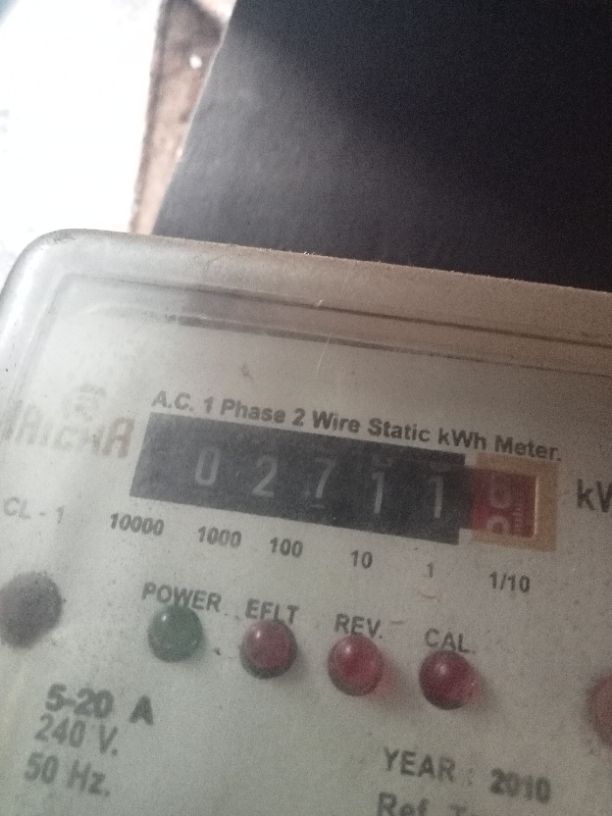 A.C. 1 Phase 2 Wire Static kWh Meter.
0 2 7 1 1
CL - 1
10000 1000 100 10 1 1/10
POWER EFLT REV. CAL.
5-20 A
240 V.
50 Hz.
YEAR : 2010
Ref.